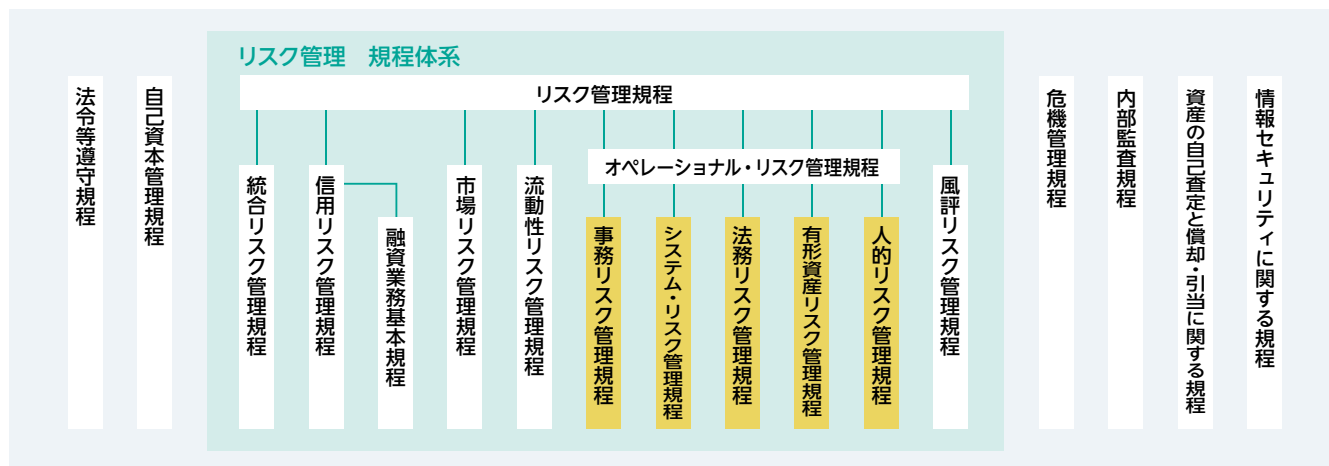 リスク管理　規程体系
リスク管理規程
法令等遵守規程
自己資本管理規程
統合リスク管理規程
信用リスク管理規程
融資業務基本規程
市場リスク管理規程
流動性リスク管理規程
オペレーショナル・リスク管理規程
事務リスク管理規程
システム・リスク管理規程
法務リスク管理規程
有形資産リスク管理規程
人的リスク管理規程
風評リスク管理規程
危機管理規程
内部監査規程
資産の自己査定と償却・引当に関する規程
情報セキュリティに関する規程